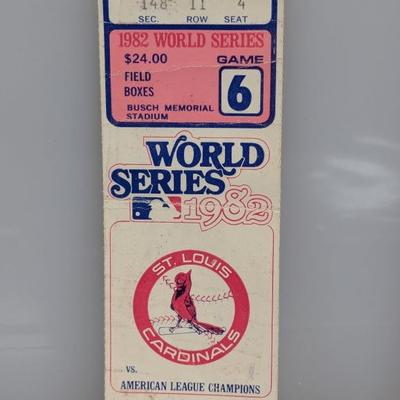 148 11 4
SEC. ROW SEAT
1982 WORLD SERIES
$24.00 GAME
FIELD
BOXES
6
BUSCH MEMORIAL
STADIUM
WORLD
SERIES
1982
ST. LOUIS
CARDINALS
VS.
AMERICAN LEAGUE CHAMPIONS